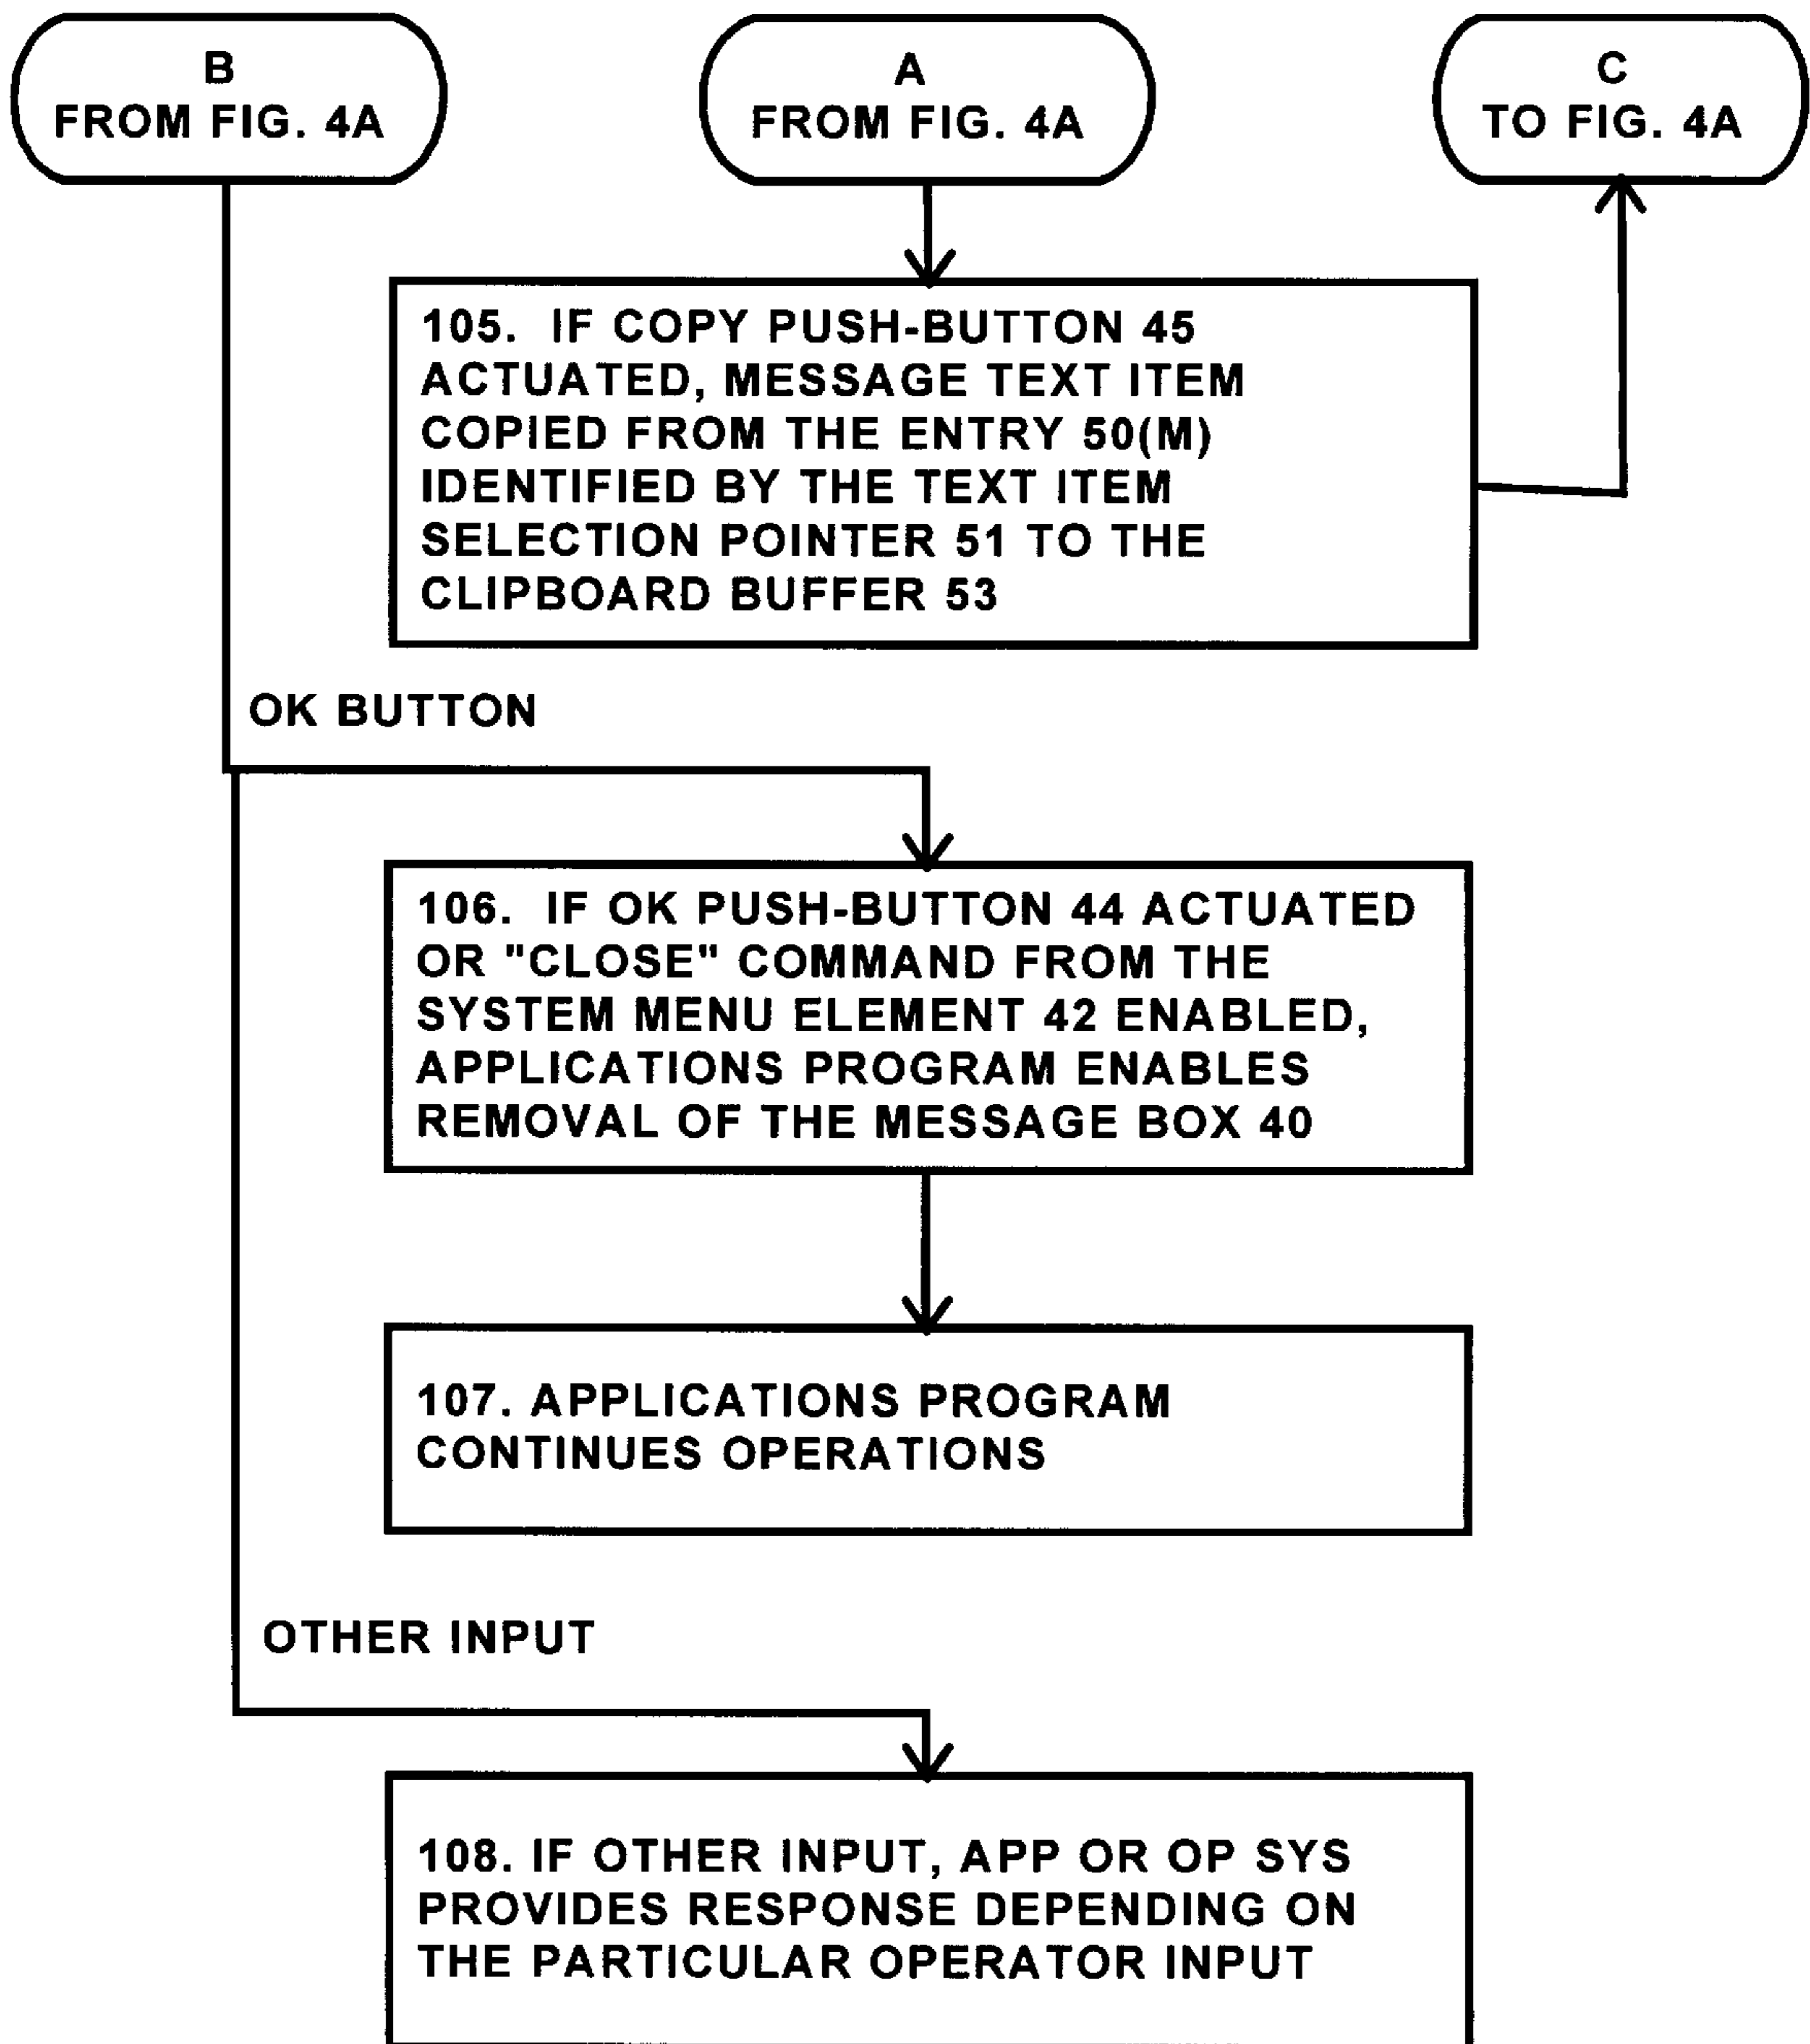 B
FROM FIG. 4A
A
FROM FIG. 4A
C
TO FIG. 4A
105. IF COPY PUSH-BUTTON 45
ACTUATED, MESSAGE TEXT ITEM
COPIED FROM THE ENTRY 50(M)
IDENTIFIED BY THE TEXT ITEM
SELECTION POINTER 51 TO THE
CLIPBOARD BUFFER 53
OK BUTTON
106. IF OK PUSH-BUTTON 44 ACTUATED
OR "CLOSE" COMMAND FROM THE
SYSTEM MENU ELEMENT 42 ENABLED,
APPLICATIONS PROGRAM ENABLES
REMOVAL OF THE MESSAGE BOX 40
107. APPLICATIONS PROGRAM
CONTINUES OPERATIONS
OTHER INPUT
108. IF OTHER INPUT, APP OR OP SYS
PROVIDES RESPONSE DEPENDING ON
THE PARTICULAR OPERATOR INPUT